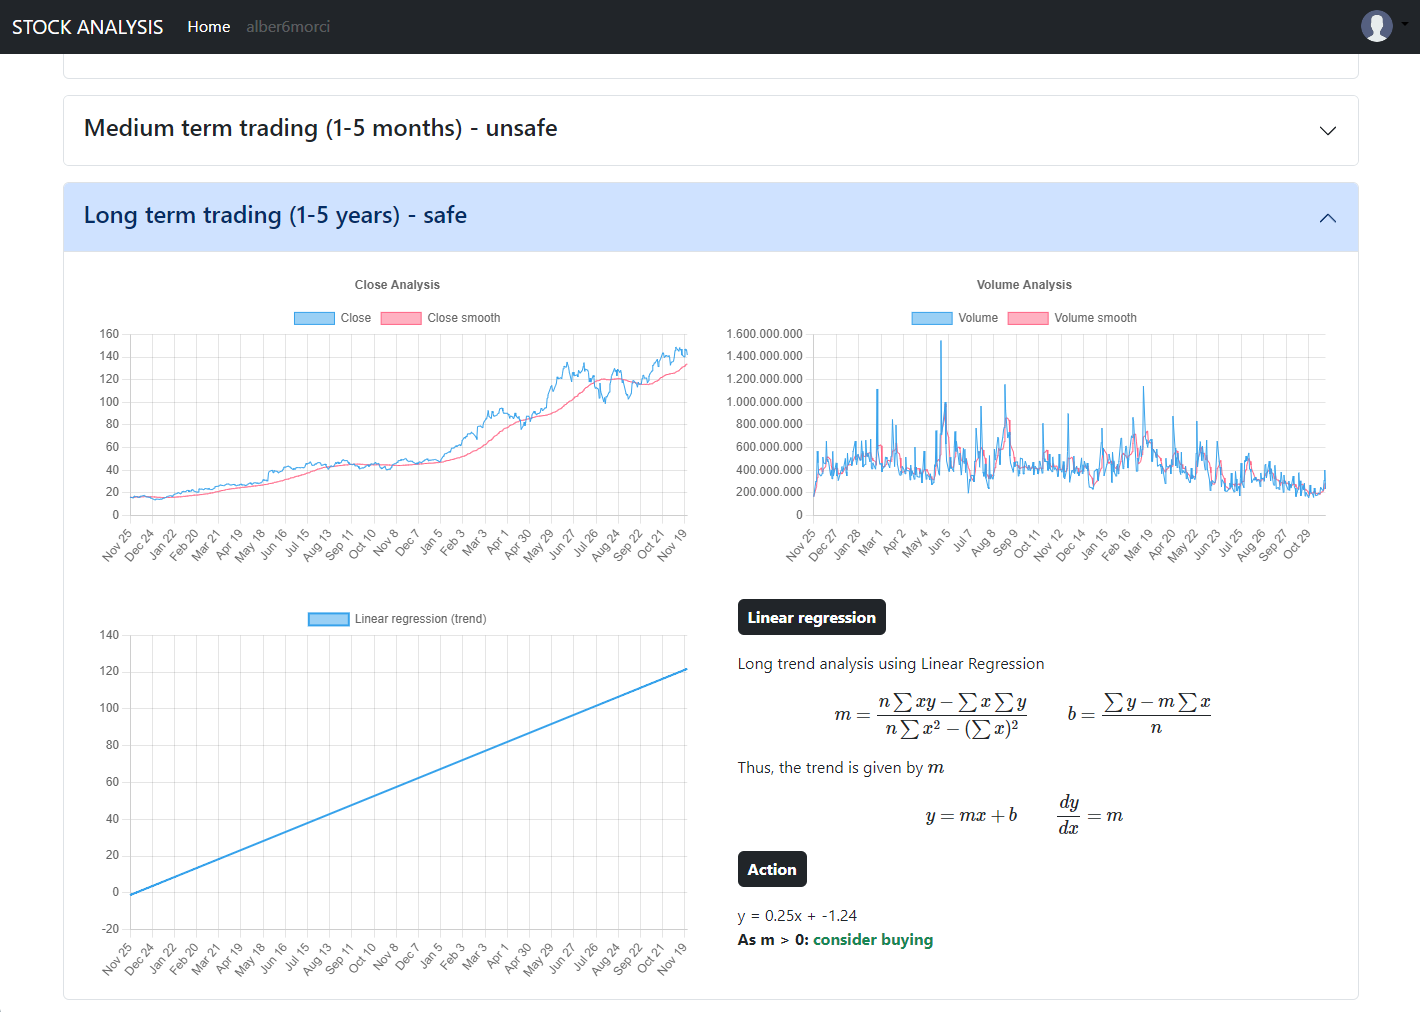 STOCK ANALYSIS Home alber6morci
Medium term trading (1-5 months) - unsafe
Long term trading (1-5 years) - safe
Close Analysis
Close Close smooth
160
140
120
100
80
60
40
20
0
Nov 25 Dec 24 Jan 22 Feb 20 Mar 21 Apr 19 May 18 Jun 16 Jul 15 Aug 13 Sep 11 Oct 10 Nov 8 Dec 7 Jan 5 Feb 3 Mar 3 Apr 1 Apr 30 May 29 Jun 27 Jul 26 Aug 24 Sep 22 Oct 21 Nov 19
Volume Analysis
Volume Volume smooth
1.600.000.000
1.400.000.000
1.200.000.000
1.000.000.000
800.000.000
600.000.000
400.000.000
200.000.000
0
Nov 25 Dec 27 Jan 28 Mar 1 Apr 2 May 4 Jun 5 Jul 7 Aug 8 Sep 9 Oct 11 Nov 12 Dec 14 Jan 15 Feb 16 Mar 19 Apr 20 May 22 Jun 23 Jul 25 Aug 26 Sep 27 Oct 29
Linear regression (trend)
140
120
100
80
60
40
20
0
-20
Nov 25 Dec 24 Jan 22 Feb 20 Mar 21 Apr 19 May 18 Jun 16 Jul 15 Aug 13 Sep 11 Oct 10 Nov 8 Dec 7 Jan 5 Feb 3 Mar 3 Apr 1 Apr 30 May 29 Jun 27 Jul 26 Aug 24 Sep 22 Oct 21 Nov 19
Linear regression
Long trend analysis using Linear Regression
m = (n∑xy − ∑x∑y) / (n∑x² − (∑x)²) b = (∑y − m∑x) / n
Thus, the trend is given by m
y = mx + b dy/dx = m
Action
y = 0.25x + -1.24
As m > 0: consider buying